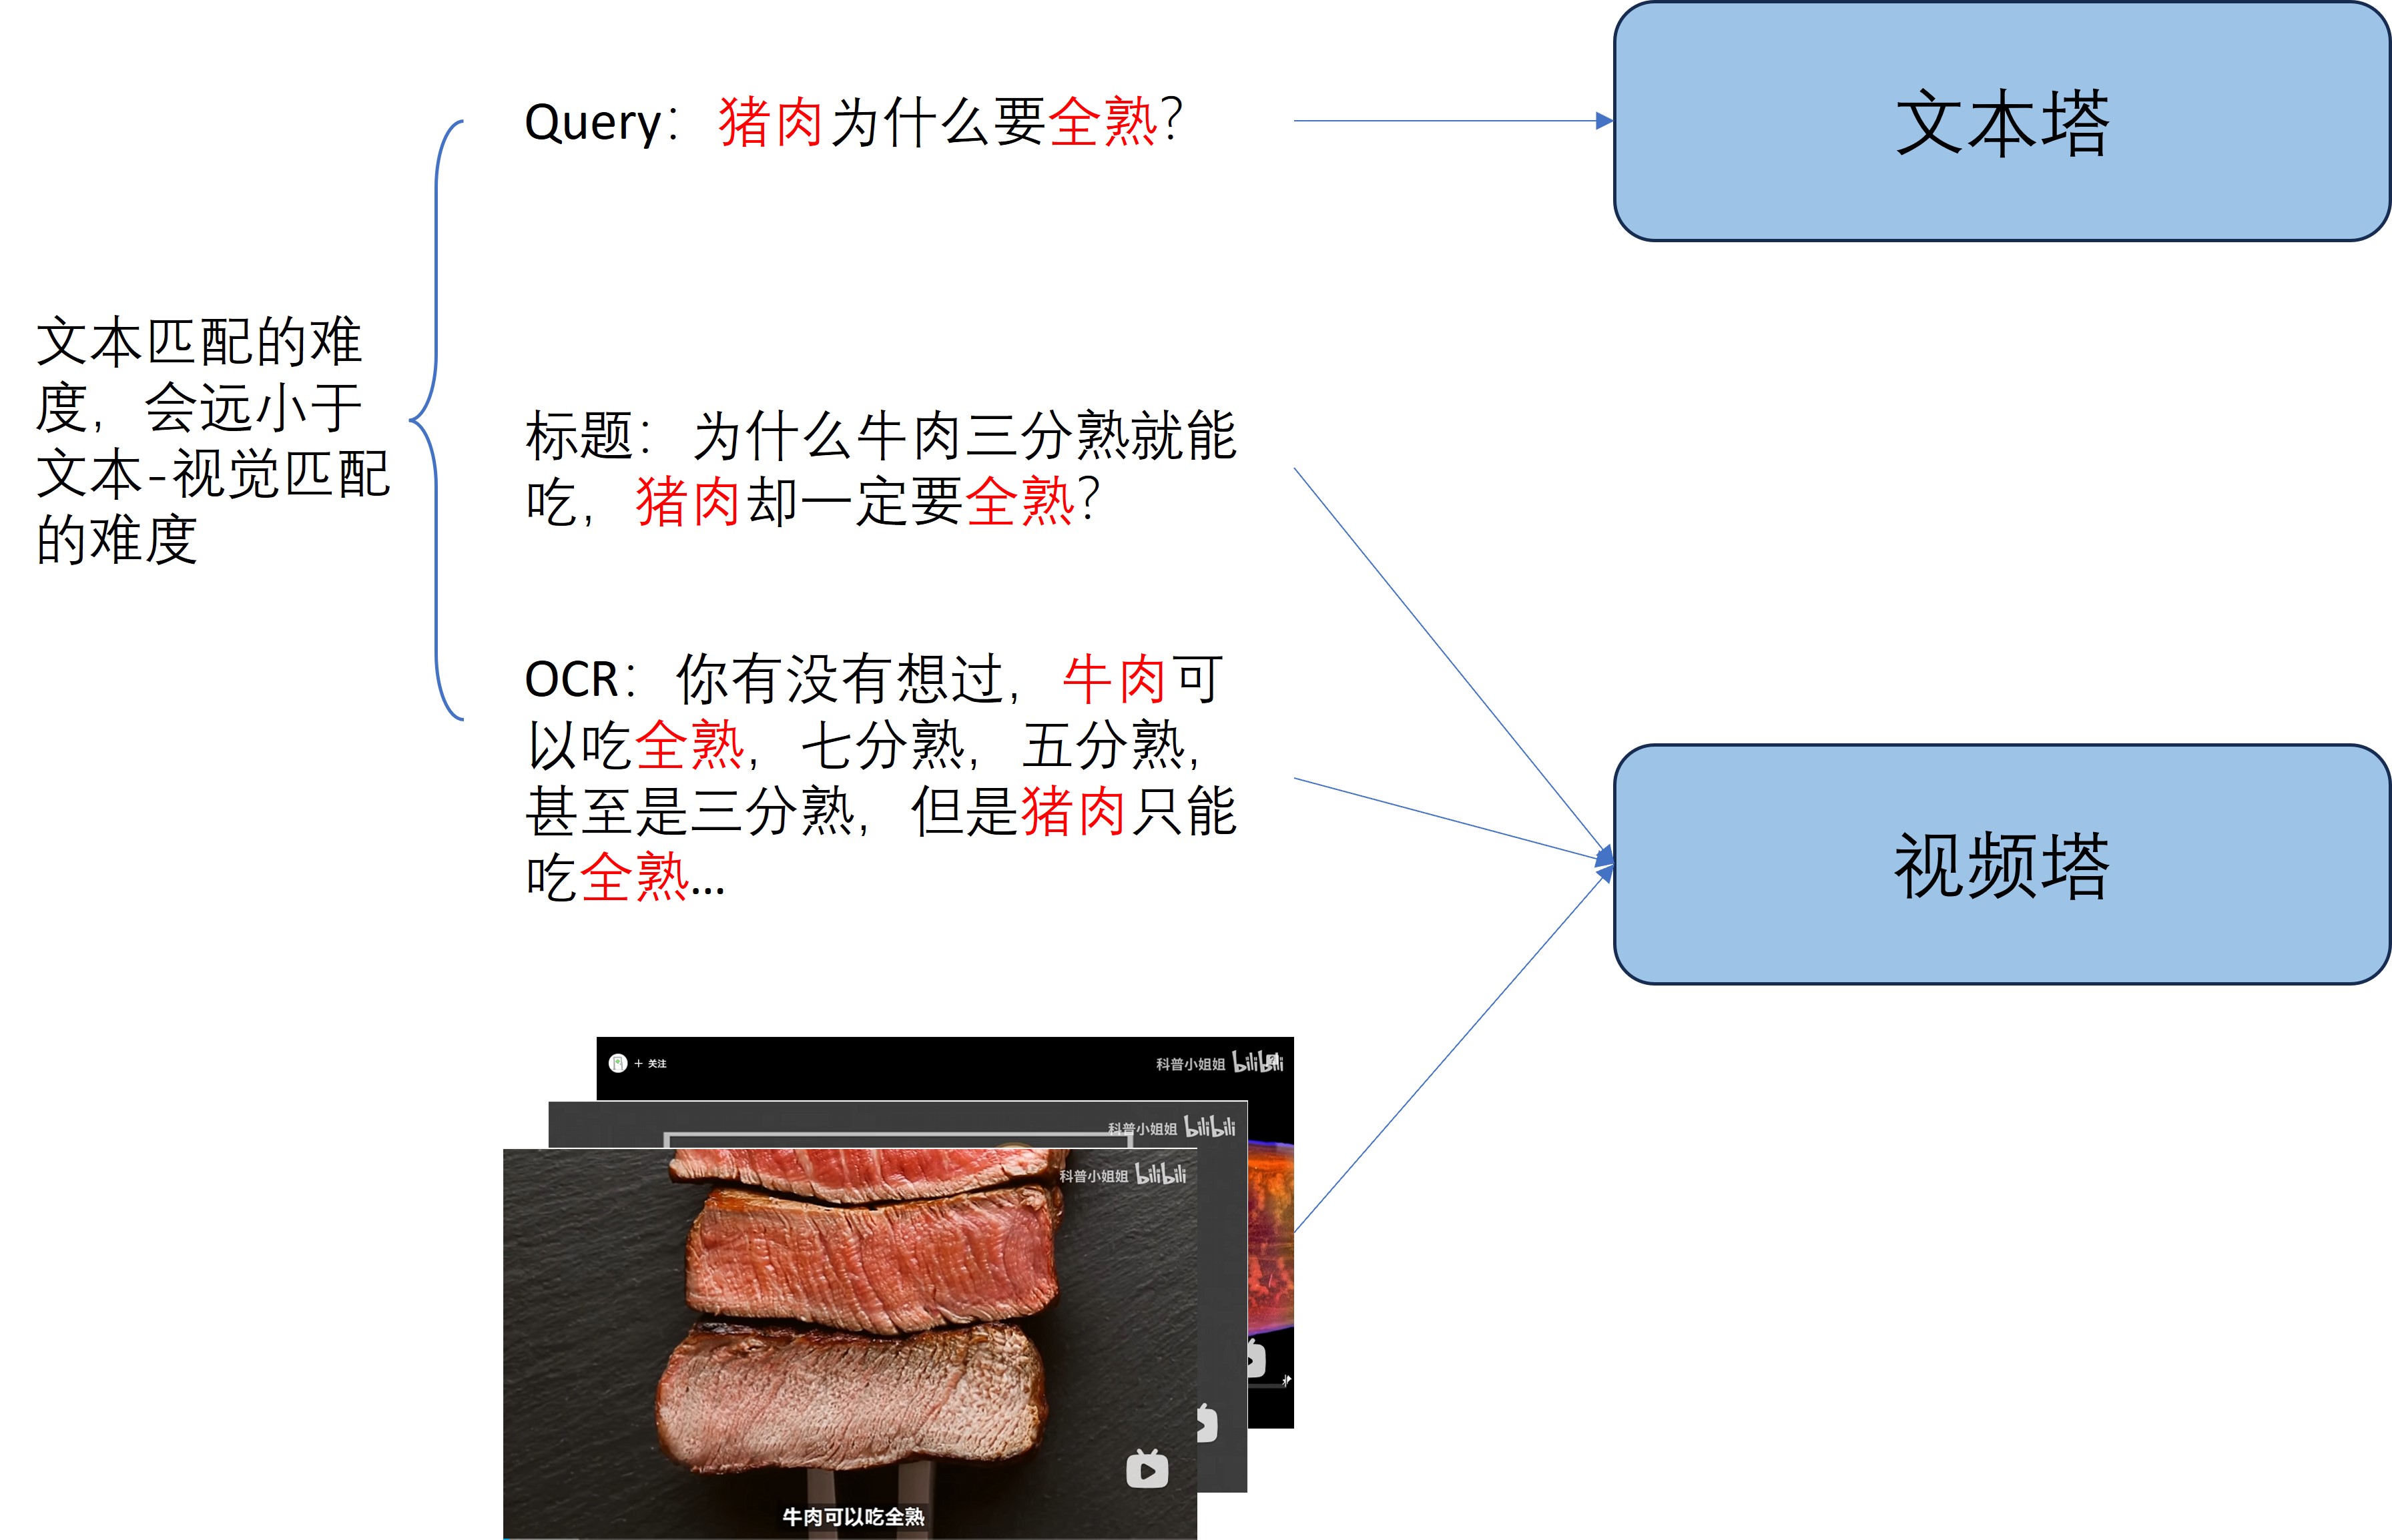 Query：猪肉为什么要全熟？
文本塔
文本匹配的难
度，会远小于
文本-视觉匹配
的难度
标题：为什么牛肉三分熟就能
吃，猪肉却一定要全熟？
OCR：你有没有想过，牛肉可
以吃全熟，七分熟，五分熟，
甚至是三分熟，但是猪肉只能
吃全熟…
视频塔
+ 关注
科普小姐姐 bilibili
科普小姐姐 bilibili
科普小姐姐 bilibili
牛肉可以吃全熟